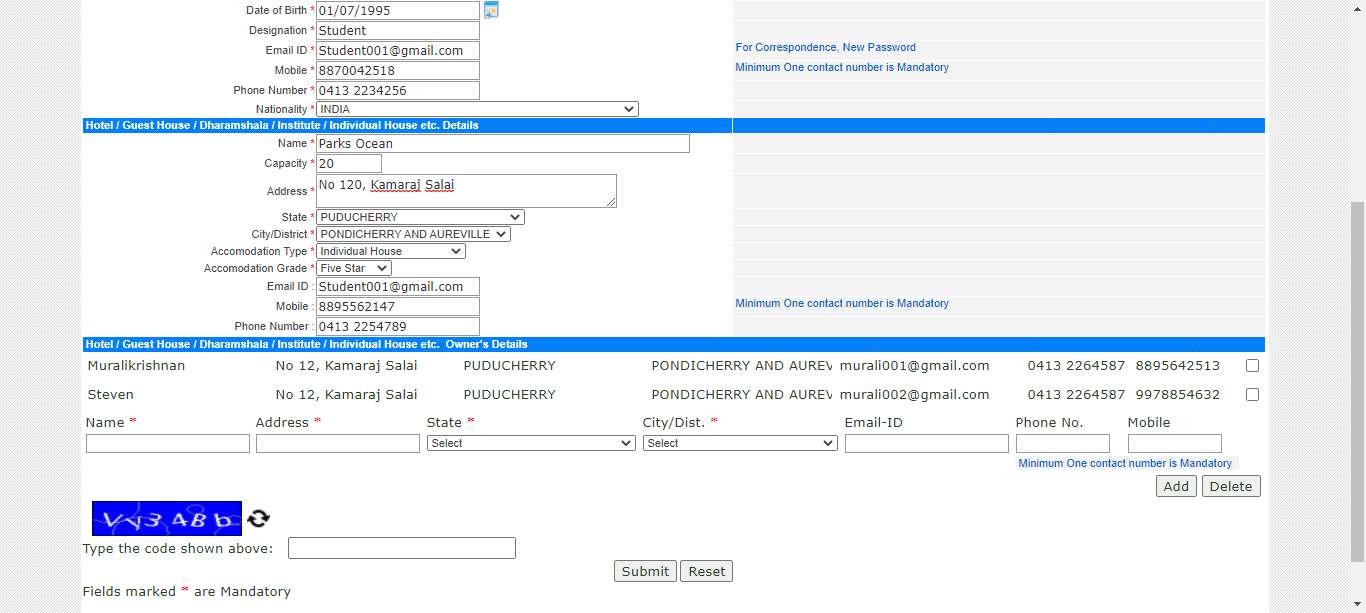 Date of Birth * 01/07/1995
Designation * Student
Email ID * Student001@gmail.com For Correspondence, New Password
Mobile * 8870042518 Minimum One contact number is Mandatory
Phone Number * 0413 2234256
Nationality * INDIA
Hotel / Guest House / Dharamshala / Institute / Individual House etc. Details
Name * Parks Ocean
Capacity * 20
Address * No 120, Kamaraj Salai
State * PUDUCHERRY
City/District * PONDICHERRY AND AUREVILLE
Accomodation Type * Individual House
Accomodation Grade * Five Star
Email ID : Student001@gmail.com
Mobile : 8895562147 Minimum One contact number is Mandatory
Phone Number : 0413 2254789
Hotel / Guest House / Dharamshala / Institute / Individual House etc. Owner's Details
Muralikrishnan No 12, Kamaraj Salai PUDUCHERRY PONDICHERRY AND AUREV murali001@gmail.com 0413 2264587 8895642513
Steven No 12, Kamaraj Salai PUDUCHERRY PONDICHERRY AND AUREV murali002@gmail.com 0413 2264587 9978854632
Name * Address * State * City/Dist. * Email-ID Phone No. Mobile
Select Select
Minimum One contact number is Mandatory
Add Delete
Type the code shown above:
Submit Reset
Fields marked * are Mandatory